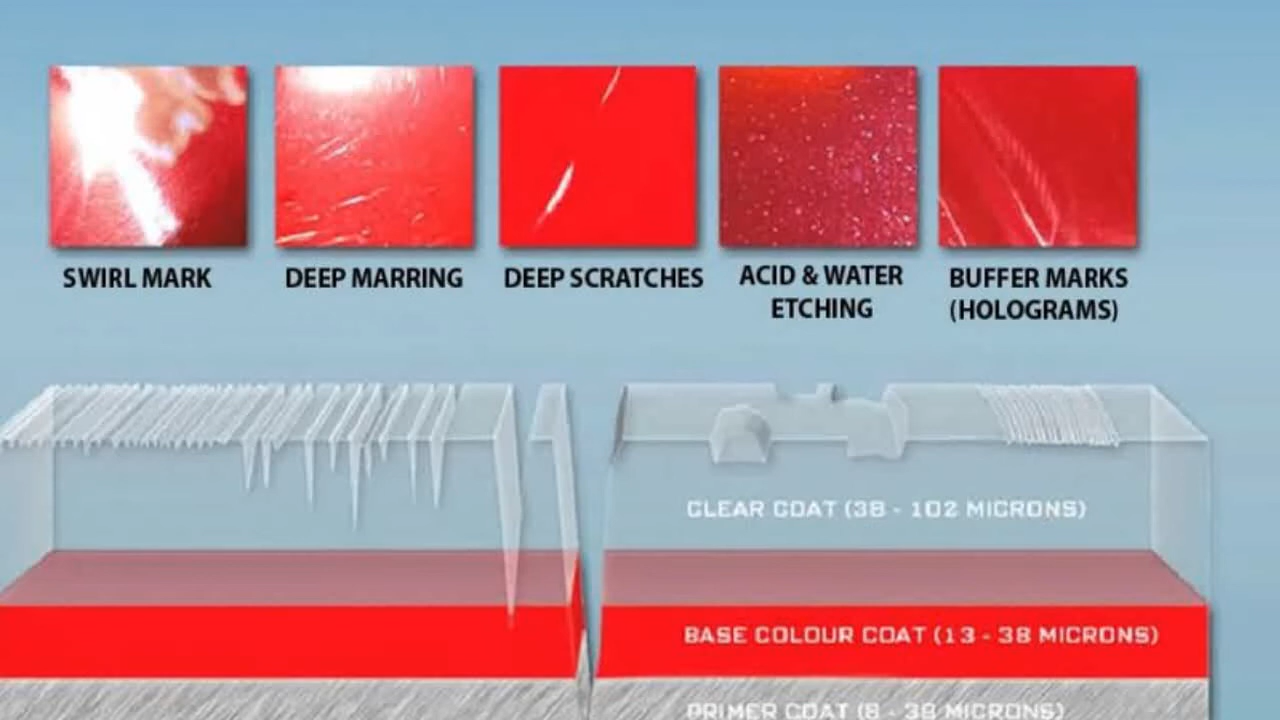 SWIRL MARK
DEEP MARRING
DEEP SCRATCHES
ACID & WATER
ETCHING
BUFFER MARKS
(HOLOGRAMS)
CLEAR COAT (38 - 102 MICRONS)
BASE COLOUR COAT (13 - 38 MICRONS)
PRIMER COAT (8 - 38 MICRONS)